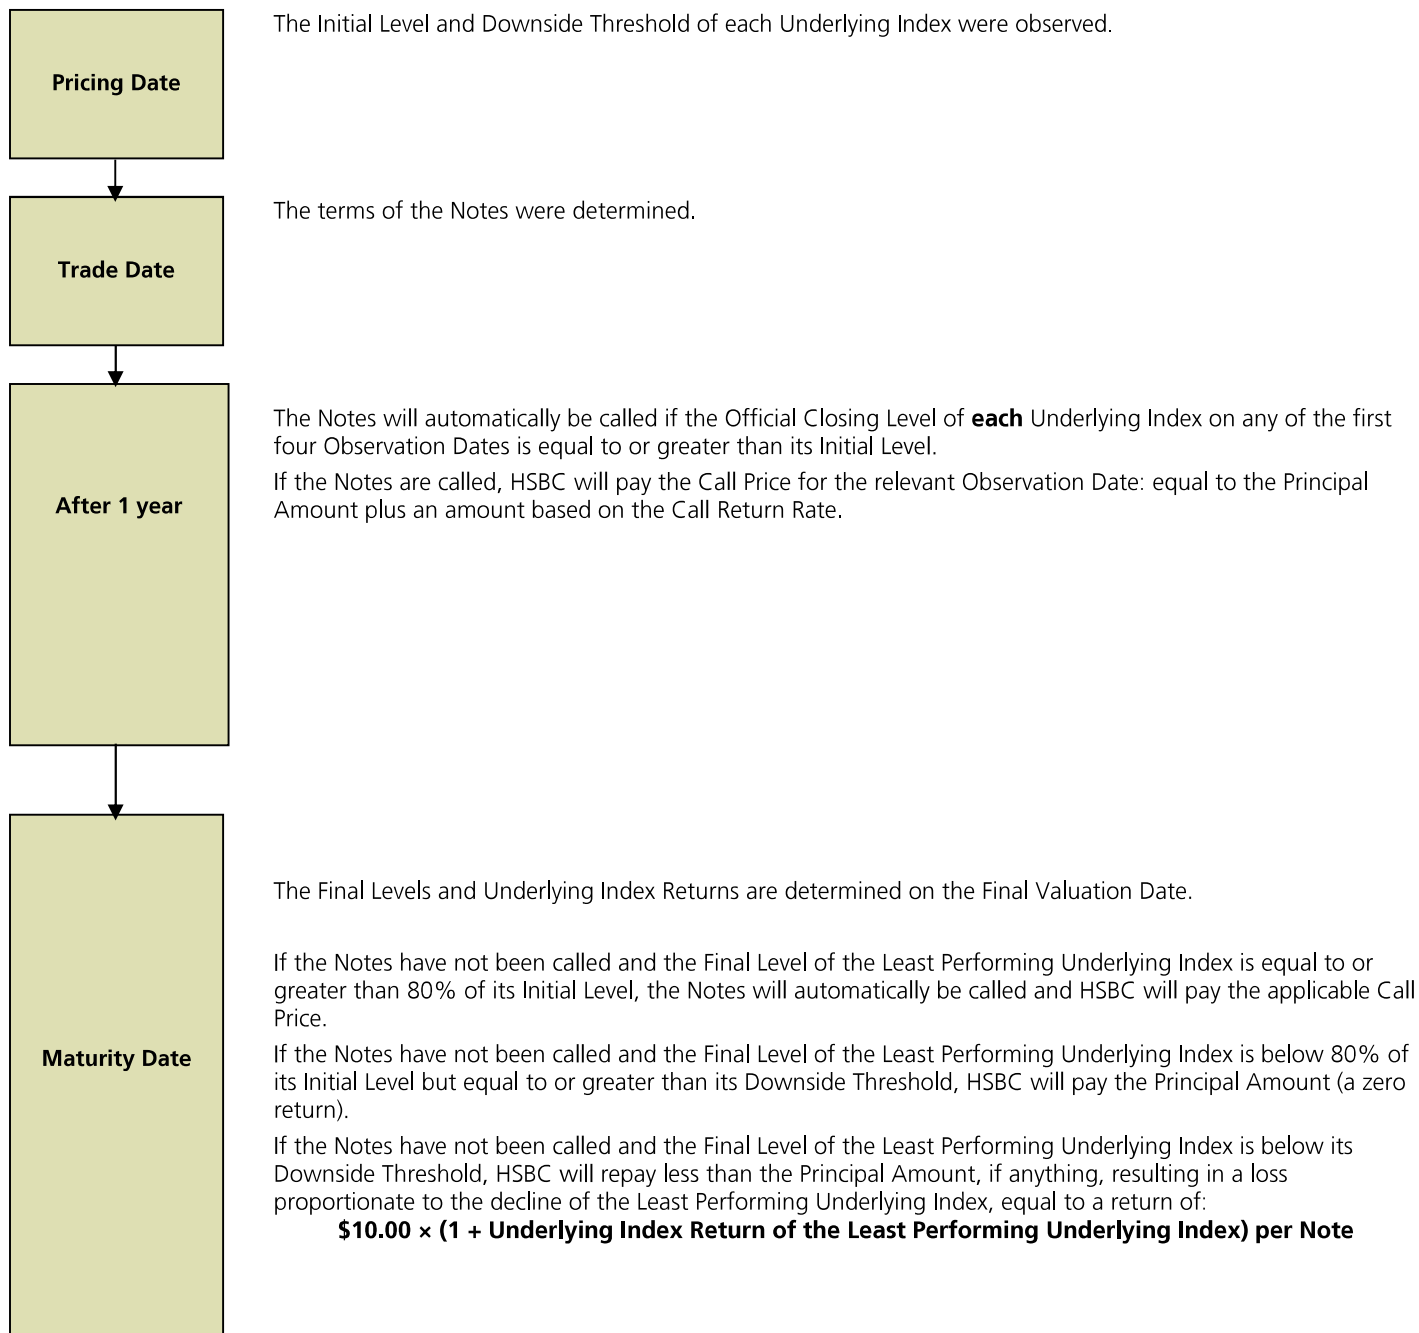 Pricing Date
The Initial Level and Downside Threshold of each Underlying Index were observed.
Trade Date
The terms of the Notes were determined.
After 1 year
The Notes will automatically be called if the Official Closing Level of each Underlying Index on any of the first
four Observation Dates is equal to or greater than its Initial Level.
If the Notes are called, HSBC will pay the Call Price for the relevant Observation Date: equal to the Principal
Amount plus an amount based on the Call Return Rate.
Maturity Date
The Final Levels and Underlying Index Returns are determined on the Final Valuation Date.
If the Notes have not been called and the Final Level of the Least Performing Underlying Index is equal to or
greater than 80% of its Initial Level, the Notes will automatically be called and HSBC will pay the applicable Call
Price.
If the Notes have not been called and the Final Level of the Least Performing Underlying Index is below 80% of
its Initial Level but equal to or greater than its Downside Threshold, HSBC will pay the Principal Amount (a zero
return).
If the Notes have not been called and the Final Level of the Least Performing Underlying Index is below its
Downside Threshold, HSBC will repay less than the Principal Amount, if anything, resulting in a loss
proportionate to the decline of the Least Performing Underlying Index, equal to a return of:
$10.00 × (1 + Underlying Index Return of the Least Performing Underlying Index) per Note